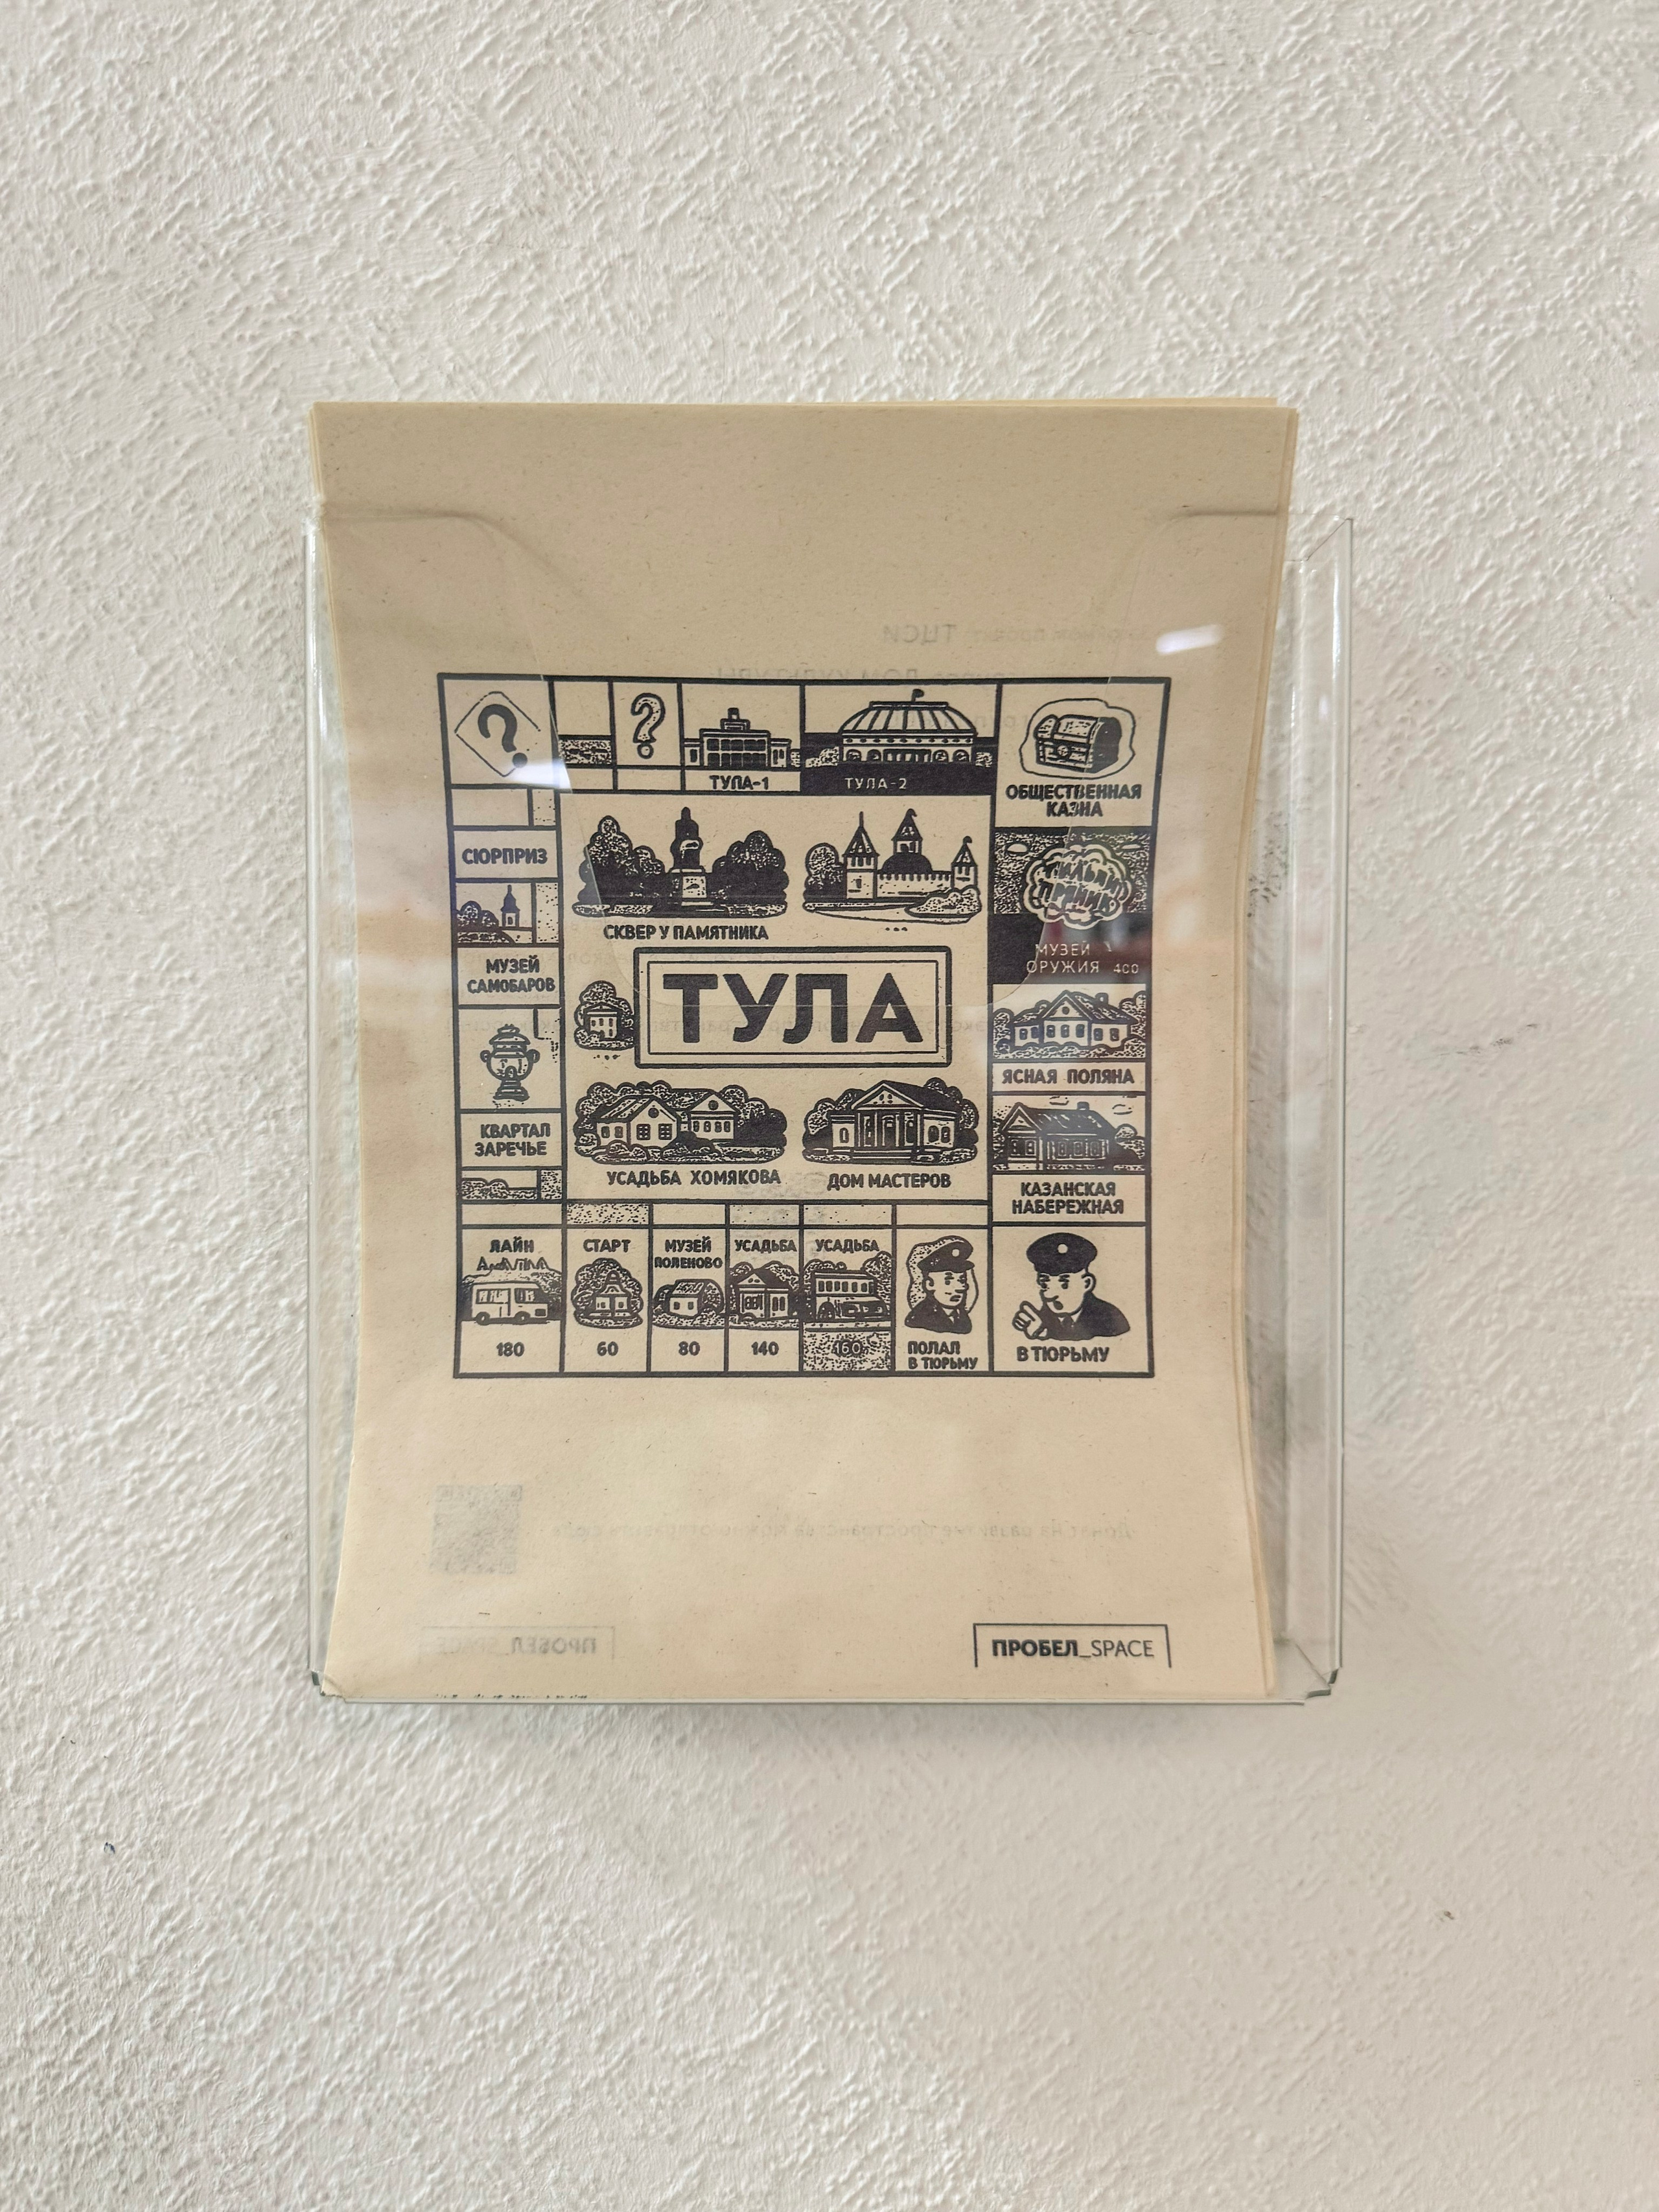 ?
?
ТУЛА-1
ТУЛА-2
ОБЩЕСТВЕННАЯ
КАЗНА
СЮРПРИЗ
МУЗЕЙ
САМОВАРОВ
КВАРТАЛ
ЗАРЕЧЬЕ
СКВЕР У ПАМЯТНИКА
ТУЛА
УСАДЬБА ХОМЯКОВА
ДОМ МАСТЕРОВ
МУЗЕЙ
ОРУЖИЯ 400
ЯСНАЯ ПОЛЯНА
КАЗАНСКАЯ
НАБЕРЕЖНАЯ
ЛАЙН
180
СТАРТ
60
МУЗЕЙ
ПОЛЕНОВО
80
УСАДЬБА
140
УСАДЬБА
160
ПОПАЛ
В ТЮРЬМУ
В ТЮРЬМУ
ПРОБЕЛ_SPACE